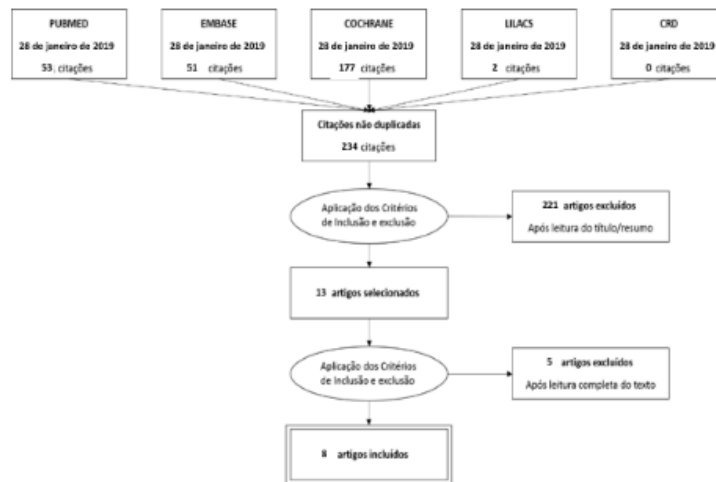 PUBMED
28 de janeiro de 2019
53. citações
EMBASE
28 de janeiro de 2019
51 citações
COCHRANE
28 de janeiro de 2019
177 citações
LILACS
28 de janeiro de 2019
2 citações
CRD
28 de janeiro de 2019
0 citações
Citações não duplicadas
234 citações
Aplicação dos Critérios
de Inclusão e exclusão
221 artigos excluídos
Após leitura do título/resumo
13 artigos selecionados
Aplicação dos Critérios
de Inclusão e exclusão
5 artigos excluídos
Após leitura completa do texto
8 artigos incluídos